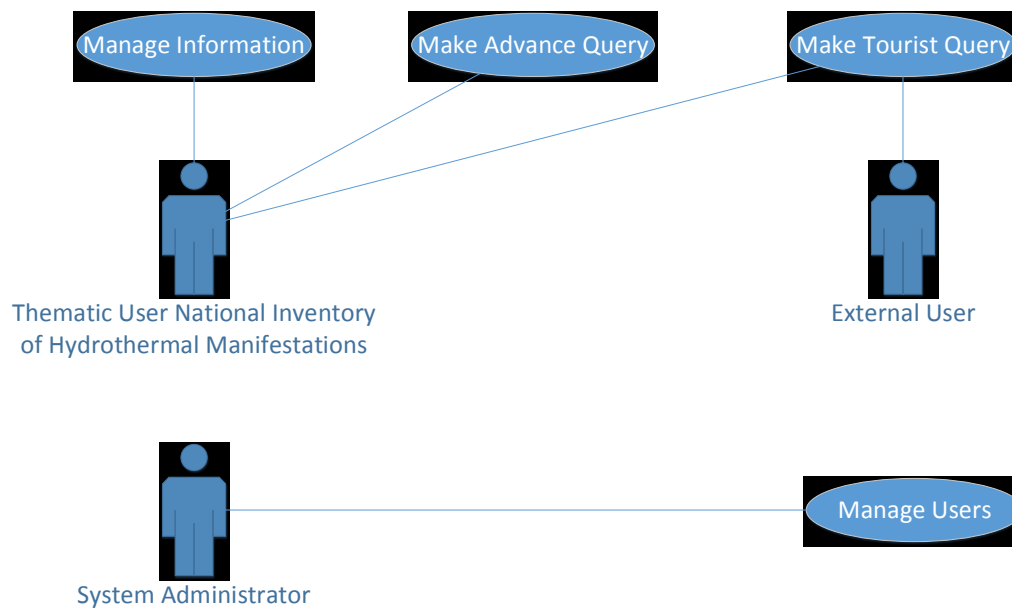 Manage Information
Make Advance Query
Make Tourist Query
Thematic User National Inventory
of Hydrothermal Manifestations
External User
Manage Users
System Administrator